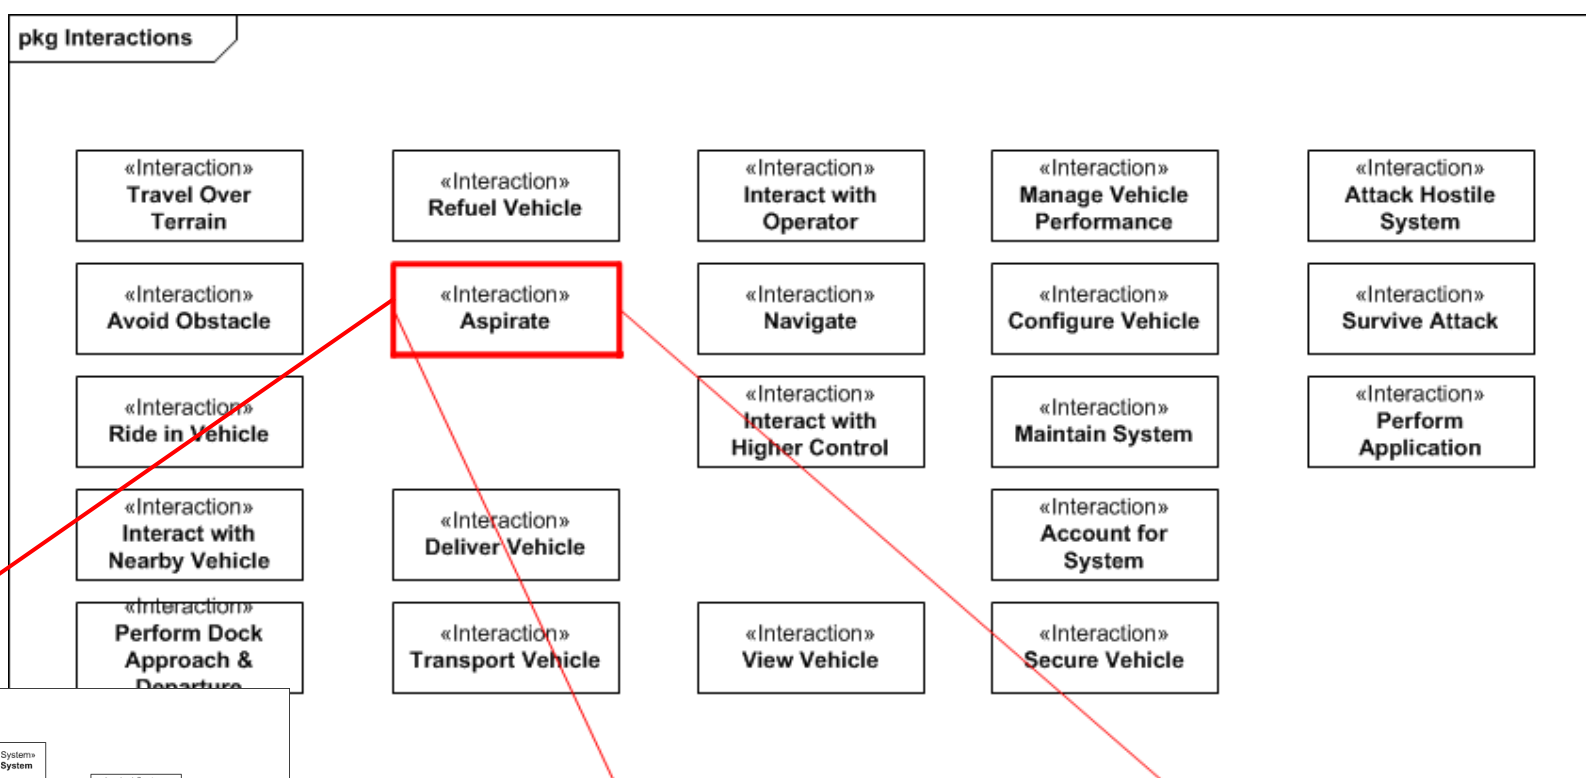 pkg Interactions
«Interaction»
Travel Over
Terrain
«Interaction»
Refuel Vehicle
«Interaction»
Interact with
Operator
«Interaction»
Manage Vehicle
Performance
«Interaction»
Attack Hostile
System
«Interaction»
Avoid Obstacle
«Interaction»
Aspirate
«Interaction»
Navigate
«Interaction»
Configure Vehicle
«Interaction»
Survive Attack
«Interaction»
Ride in Vehicle
«Interaction»
Interact with
Higher Control
«Interaction»
Maintain System
«Interaction»
Perform
Application
«Interaction»
Interact with
Nearby Vehicle
«Interaction»
Deliver Vehicle
«Interaction»
Account for
System
«Interaction»
Perform Dock
Approach &
Departure
«Interaction»
Transport Vehicle
«Interaction»
View Vehicle
«Interaction»
Secure Vehicle
System»
System